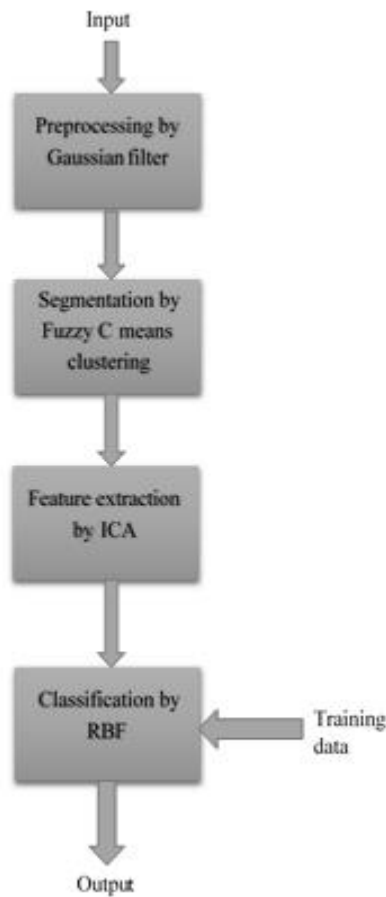 Input
Preprocessing by
Gaussian filter
Segmentation by
Fuzzy C means
clustering
Feature extraction
by ICA
Classification by
RBF
Training
data
Output